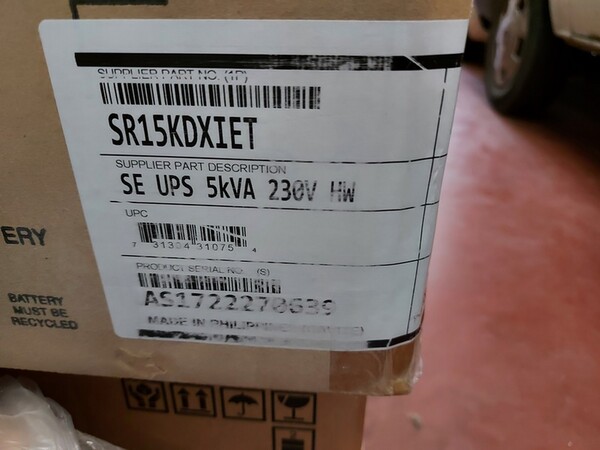 SUPPLIER PART NO. (1P)
SR15KDXIET
SUPPLIER PART DESCRIPTION
SE UPS 5kVA 230V HW
UPC
7 31304 31075 4
PRODUCT SERIAL NO. (S)
AS1722270639
MADE IN PHILIPPINES
ERY
BATTERY
MUST BE
RECYCLED